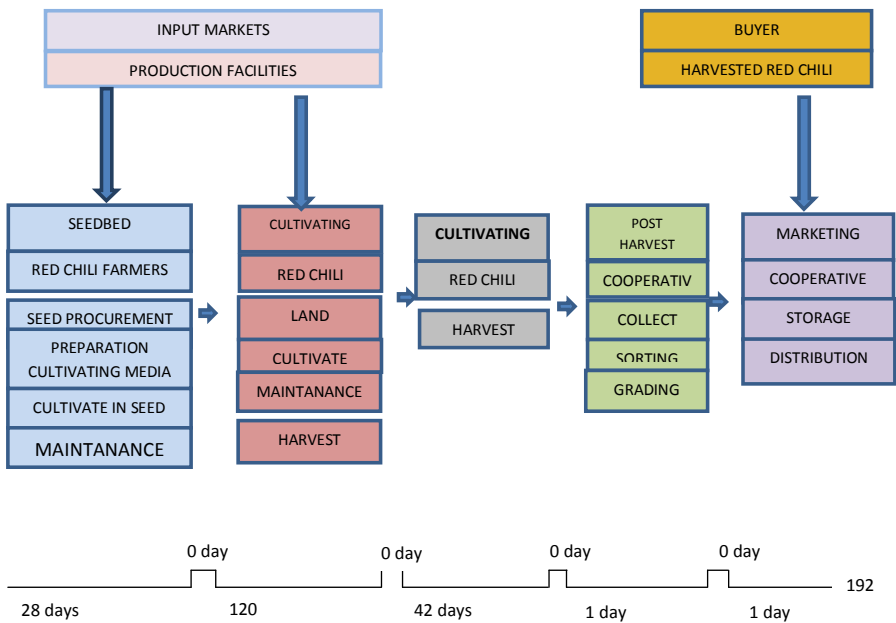 INPUT MARKETS
PRODUCTION FACILITIES
BUYER
HARVESTED RED CHILI
SEEDBED
RED CHILI FARMERS
SEED PROCUREMENT
PREPARATION
CULTIVATING MEDIA
CULTIVATE IN SEED
MAINTANANCE
CULTIVATING
RED CHILI
LAND
CULTIVATE
MAINTANANCE
HARVEST
CULTIVATING
RED CHILI
HARVEST
POST
HARVEST
COOPERATIV
COLLECT
SORTING
GRADING
MARKETING
COOPERATIVE
STORAGE
DISTRIBUTION
0 day
0 day
0 day
0 day
28 days
120
42 days
1 day
1 day
192